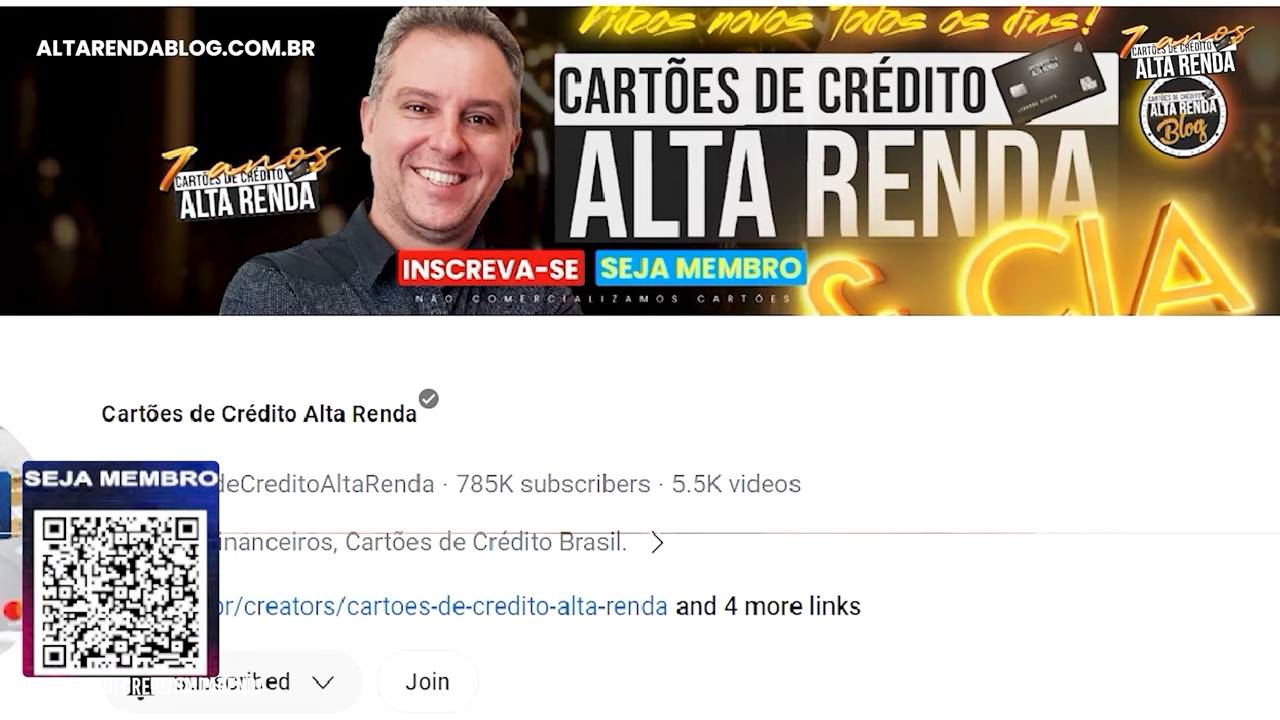 Videos novos Todos os dias!
ALTARENDABLOG.COM.BR
CARTÕES DE CRÉDITO
ALTA RENDA
7 anos
CARTÕES DE CRÉDITO
ALTA RENDA
CARTÕES DE CRÉDITO
ALTA RENDA
Blog
7 anos
CARTÕES DE CRÉDITO
ALTA RENDA
& CIA
INSCREVA-SE SEJA MEMBRO
NÃO COMERCIALIZAMOS CARTÕES
Cartões de Crédito Alta Renda
SEJA MEMBRO
deCreditoAltaRenda · 785K subscribers · 5.5K videos
inanceiros, Cartões de Crédito Brasil.
br/creators/cartoes-de-credito-alta-renda and 4 more links
Join